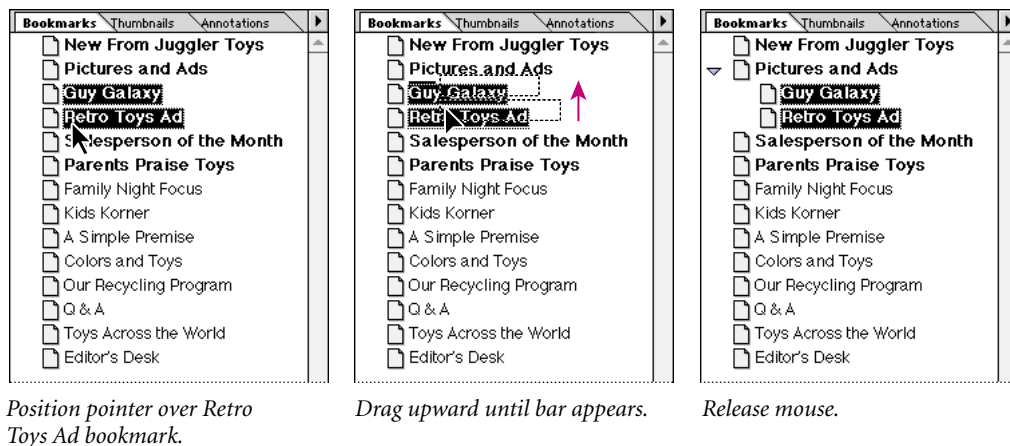 Bookmarks Thumbnails Annotations
New From Juggler Toys
Pictures and Ads
Guy Galaxy
Retro Toys Ad
Salesperson of the Month
Parents Praise Toys
Family Night Focus
Kids Korner
A Simple Premise
Colors and Toys
Our Recycling Program
Q & A
Toys Across the World
Editor's Desk
Position pointer over Retro
Toys Ad bookmark.
Bookmarks Thumbnails Annotations
New From Juggler Toys
Pictures and Ads
Guy Galaxy
Retro Toys Ad
Salesperson of the Month
Parents Praise Toys
Family Night Focus
Kids Korner
A Simple Premise
Colors and Toys
Our Recycling Program
Q & A
Toys Across the World
Editor's Desk
Drag upward until bar appears.
Bookmarks Thumbnails Annotations
New From Juggler Toys
Pictures and Ads
Guy Galaxy
Retro Toys Ad
Salesperson of the Month
Parents Praise Toys
Family Night Focus
Kids Korner
A Simple Premise
Colors and Toys
Our Recycling Program
Q & A
Toys Across the World
Editor's Desk
Release mouse.